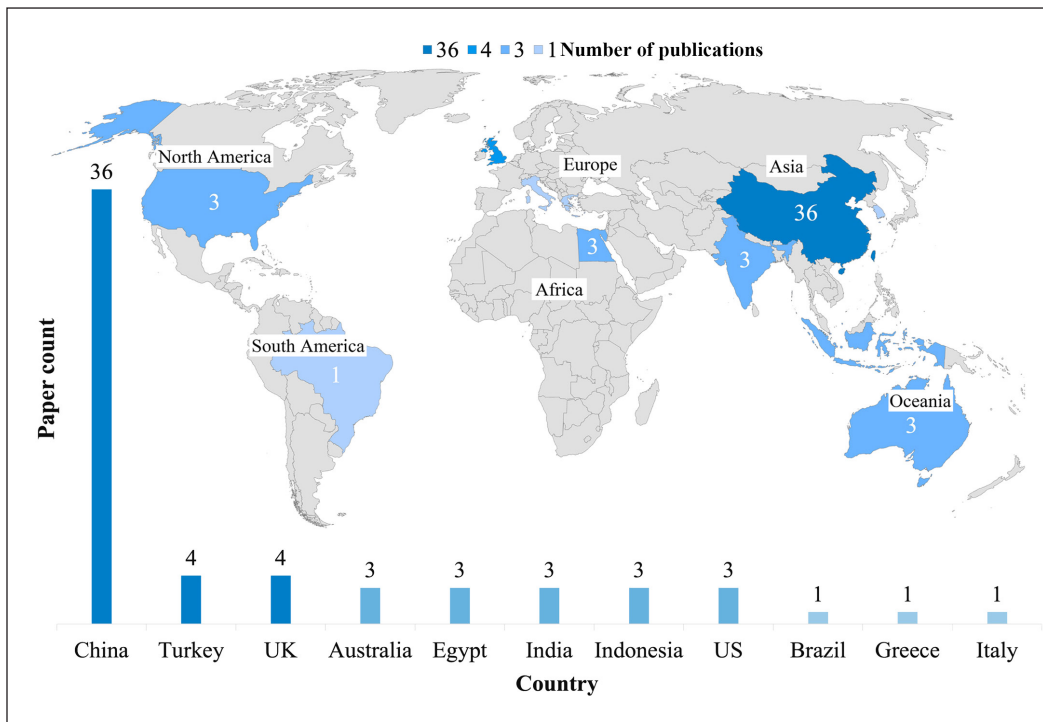 36 4 3 1 Number of publications
North America
Europe
Asia
36
3
36
3
3
Africa
South America
1
Oceania
3
Paper count
4
4
3
3
3
3
3
1
1
1
China Turkey UK Australia Egypt India Indonesia US Brazil Greece Italy
Country